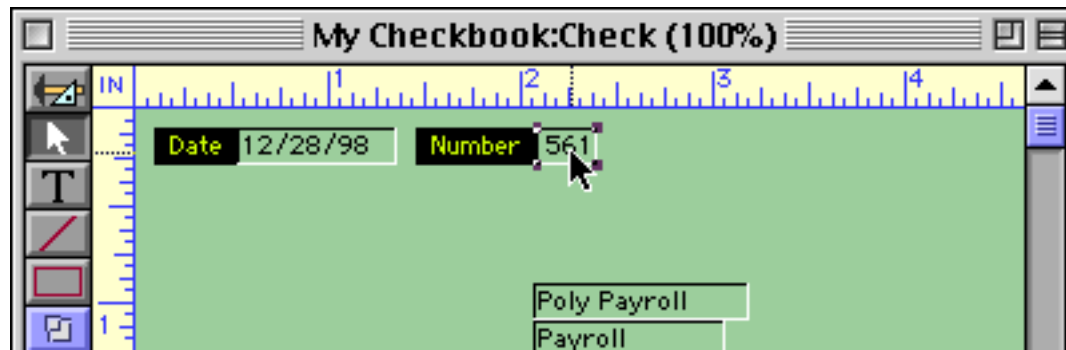 My Checkbook:Check (100%)
IN 1 2 3 4
Date 12/28/98 Number 561
T
Poly Payroll
1
Payroll